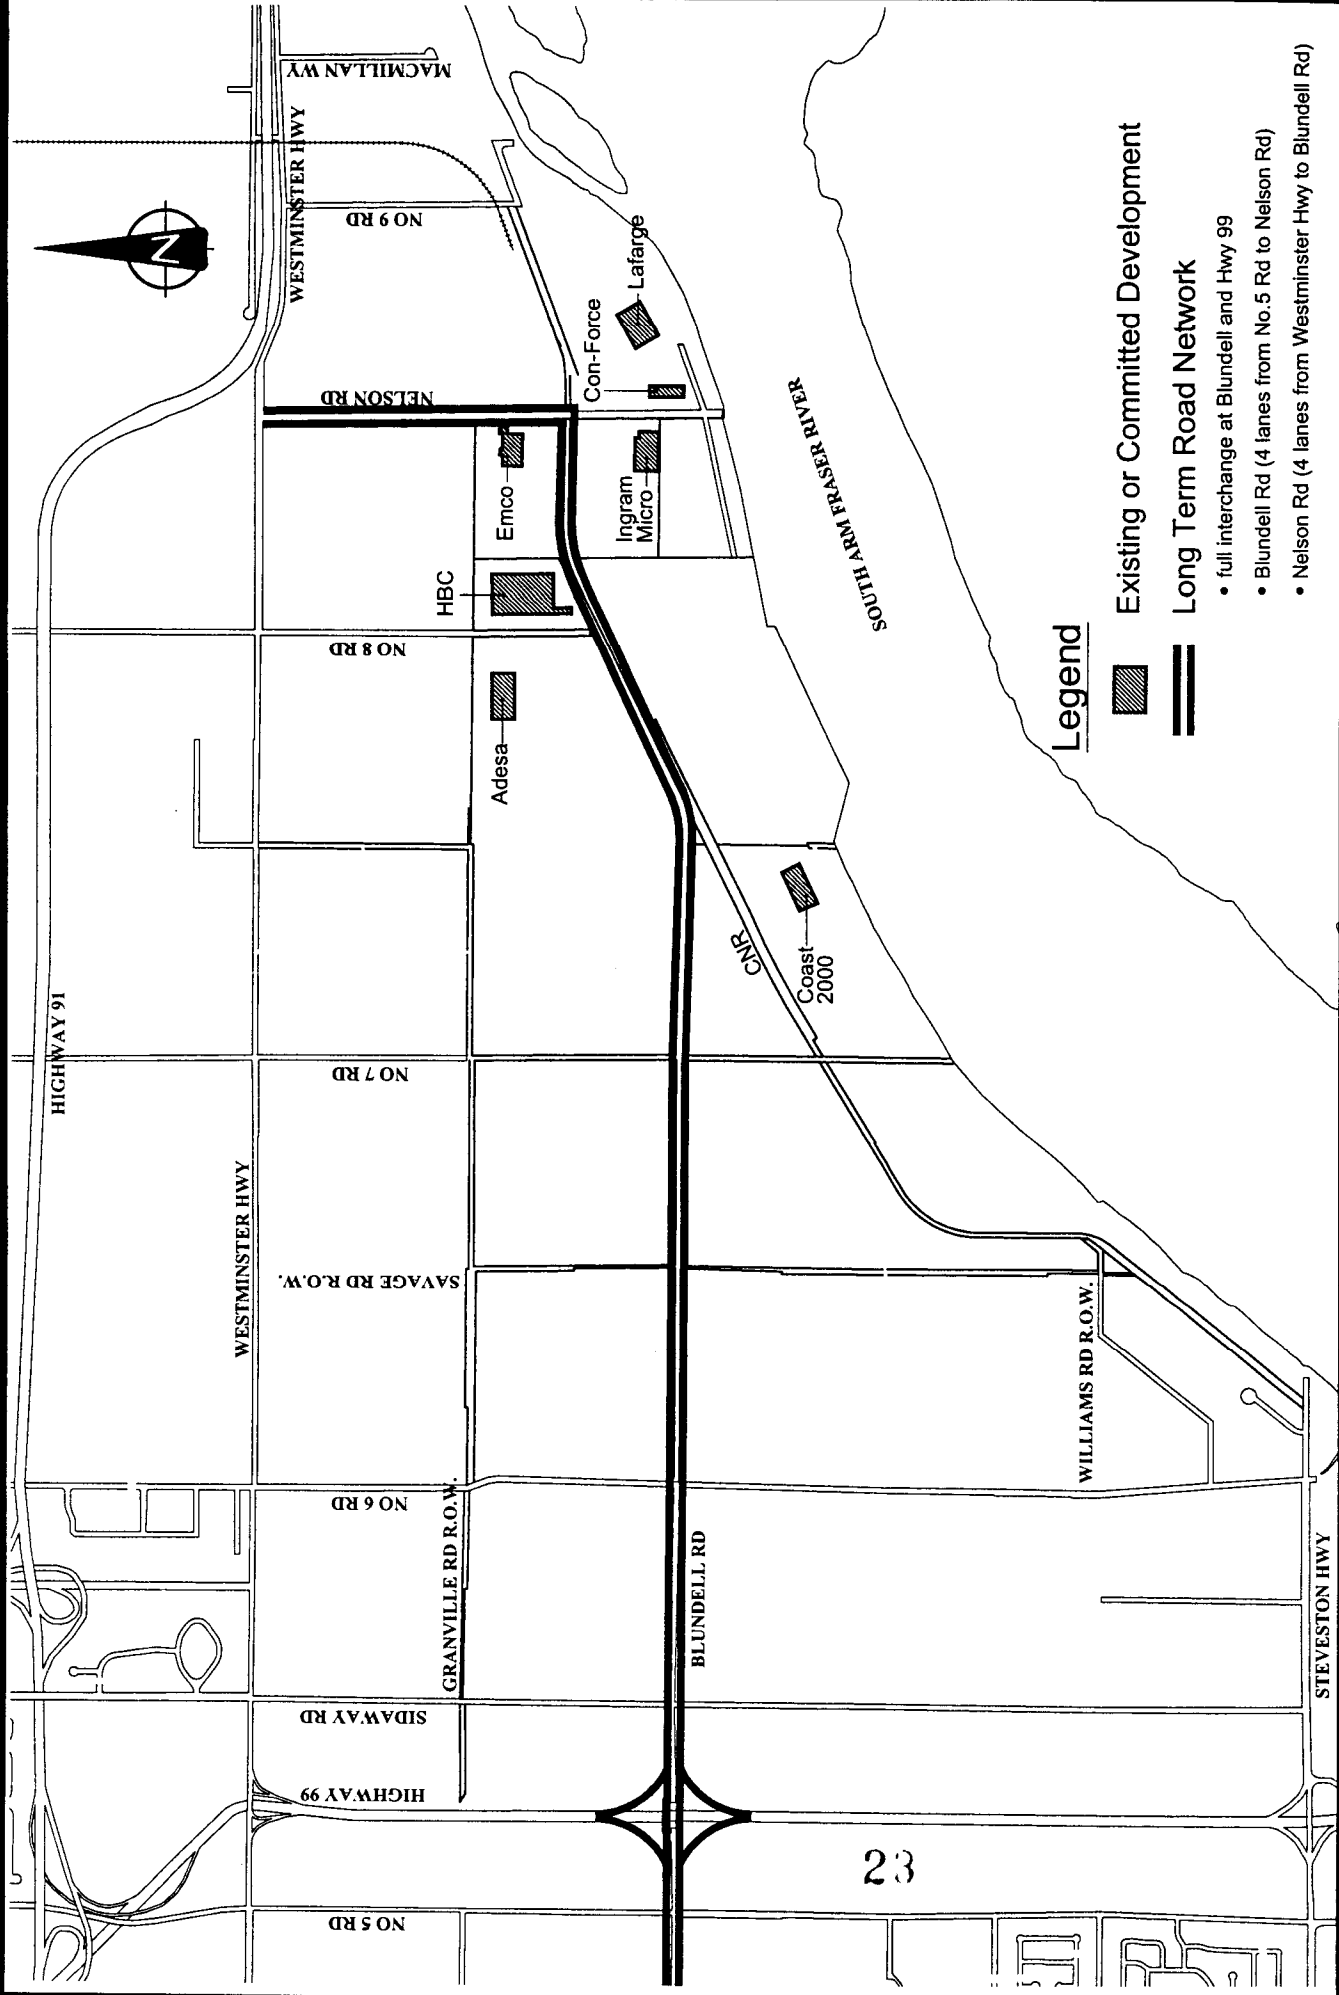 HIGHWAY 91
WESTMINSTER HWY
WESTMINSTER HWY
MACMILLAN WY
NO 9 RD
NELSON RD
NO 8 RD
NO 7 RD
SAVAGE RD R.O.W.
NO 6 RD
GRANVILLE RD R.O.W.
SIDAWAY RD
HIGHWAY 99
NO 5 RD
BLUNDELL RD
WILLIAMS RD R.O.W.
STEVESTON HWY
N
HBC
Emco
Adesa
Ingram
Micro
Con-Force
Lafarge
CNR
Coast
2000
SOUTH ARM FRASER RIVER
Legend
Existing or Committed Development
Long Term Road Network
• full interchange at Blundell and Hwy 99
• Blundell Rd (4 lanes from No.5 Rd to Nelson Rd)
• Nelson Rd (4 lanes from Westminster Hwy to Blundell Rd)
23